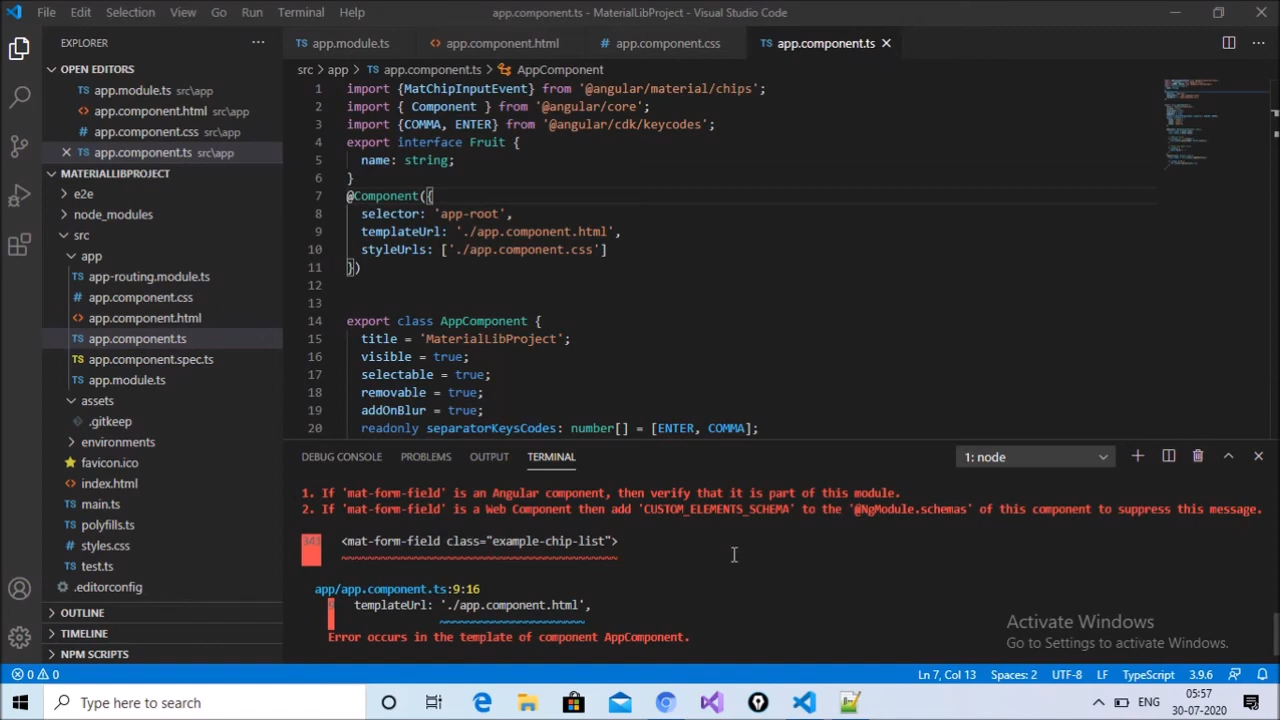 File Edit Selection View Go Run Terminal Help app.component.ts - MaterialLibProject - Visual Studio Code
EXPLORER
OPEN EDITORS
app.module.ts src\app
app.component.html src\app
app.component.css src\app
app.component.ts src\app
MATERIALLIBPROJECT
e2e
node_modules
src
app
app-routing.module.ts
app.component.css
app.component.html
app.component.ts
app.component.spec.ts
app.module.ts
assets
.gitkeep
environments
favicon.ico
index.html
main.ts
polyfills.ts
styles.css
test.ts
.editorconfig
OUTLINE
TIMELINE
NPM SCRIPTS
app.module.ts app.component.html app.component.css app.component.ts
src > app > TS app.component.ts > AppComponent
1 import {MatChipInputEvent} from '@angular/material/chips';
2 import { Component } from '@angular/core';
3 import {COMMA, ENTER} from '@angular/cdk/keycodes';
4 export interface Fruit {
5 name: string;
6 }
7 @Component({
8 selector: 'app-root',
9 templateUrl: './app.component.html',
10 styleUrls: ['./app.component.css']
11 })
12
13
14 export class AppComponent {
15 title = 'MaterialLibProject';
16 visible = true;
17 selectable = true;
18 removable = true;
19 addOnBlur = true;
20 readonly separatorKeysCodes: number[] = [ENTER, COMMA];
DEBUG CONSOLE PROBLEMS OUTPUT TERMINAL 1: node
1. If 'mat-form-field' is an Angular component, then verify that it is part of this module.
2. If 'mat-form-field' is a Web Component then add 'CUSTOM_ELEMENTS_SCHEMA' to the '@NgModule.schemas' of this component to suppress this message.
<mat-form-field class="example-chip-list">
app/app.component.ts:9:16
templateUrl: './app.component.html',
Error occurs in the template of component AppComponent.
Activate Windows
Go to Settings to activate Windows.
0 0 Ln 7, Col 13 Spaces: 2 UTF-8 LF TypeScript 3.9.6
Type here to search ENG 05:57
30-07-2020